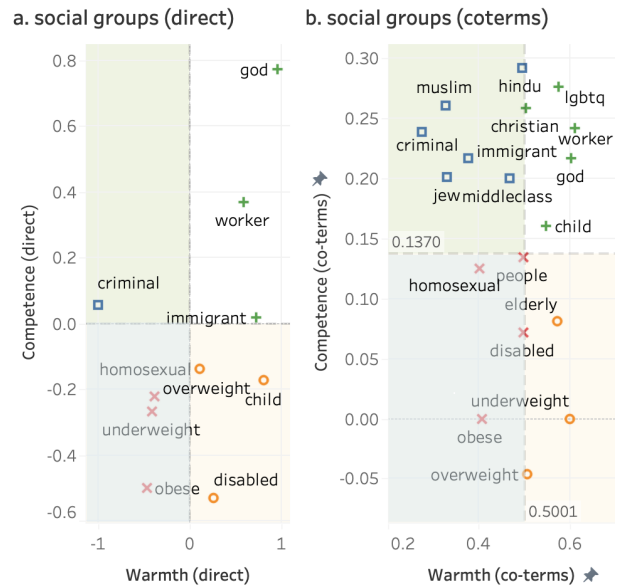 a. social groups (direct)
b. social groups (coterms)
0.8
0.6
0.4
0.2
0.0
-0.2
-0.4
-0.6
Competence (direct)
god
worker
criminal
immigrant
homosexual
overweight
child
underweight
obese
disabled
-1
0
1
Warmth (direct)
0.30
0.25
0.20
0.15
0.10
0.05
0.00
-0.05
Competence (co-terms)
hindu
muslim
lgbtq
christian
worker
criminal
immigrant
god
jew
middleclass
child
0.1370
people
homosexual
elderly
disabled
underweight
obese
overweight
0.5001
0.2
0.4
0.6
Warmth (co-terms)